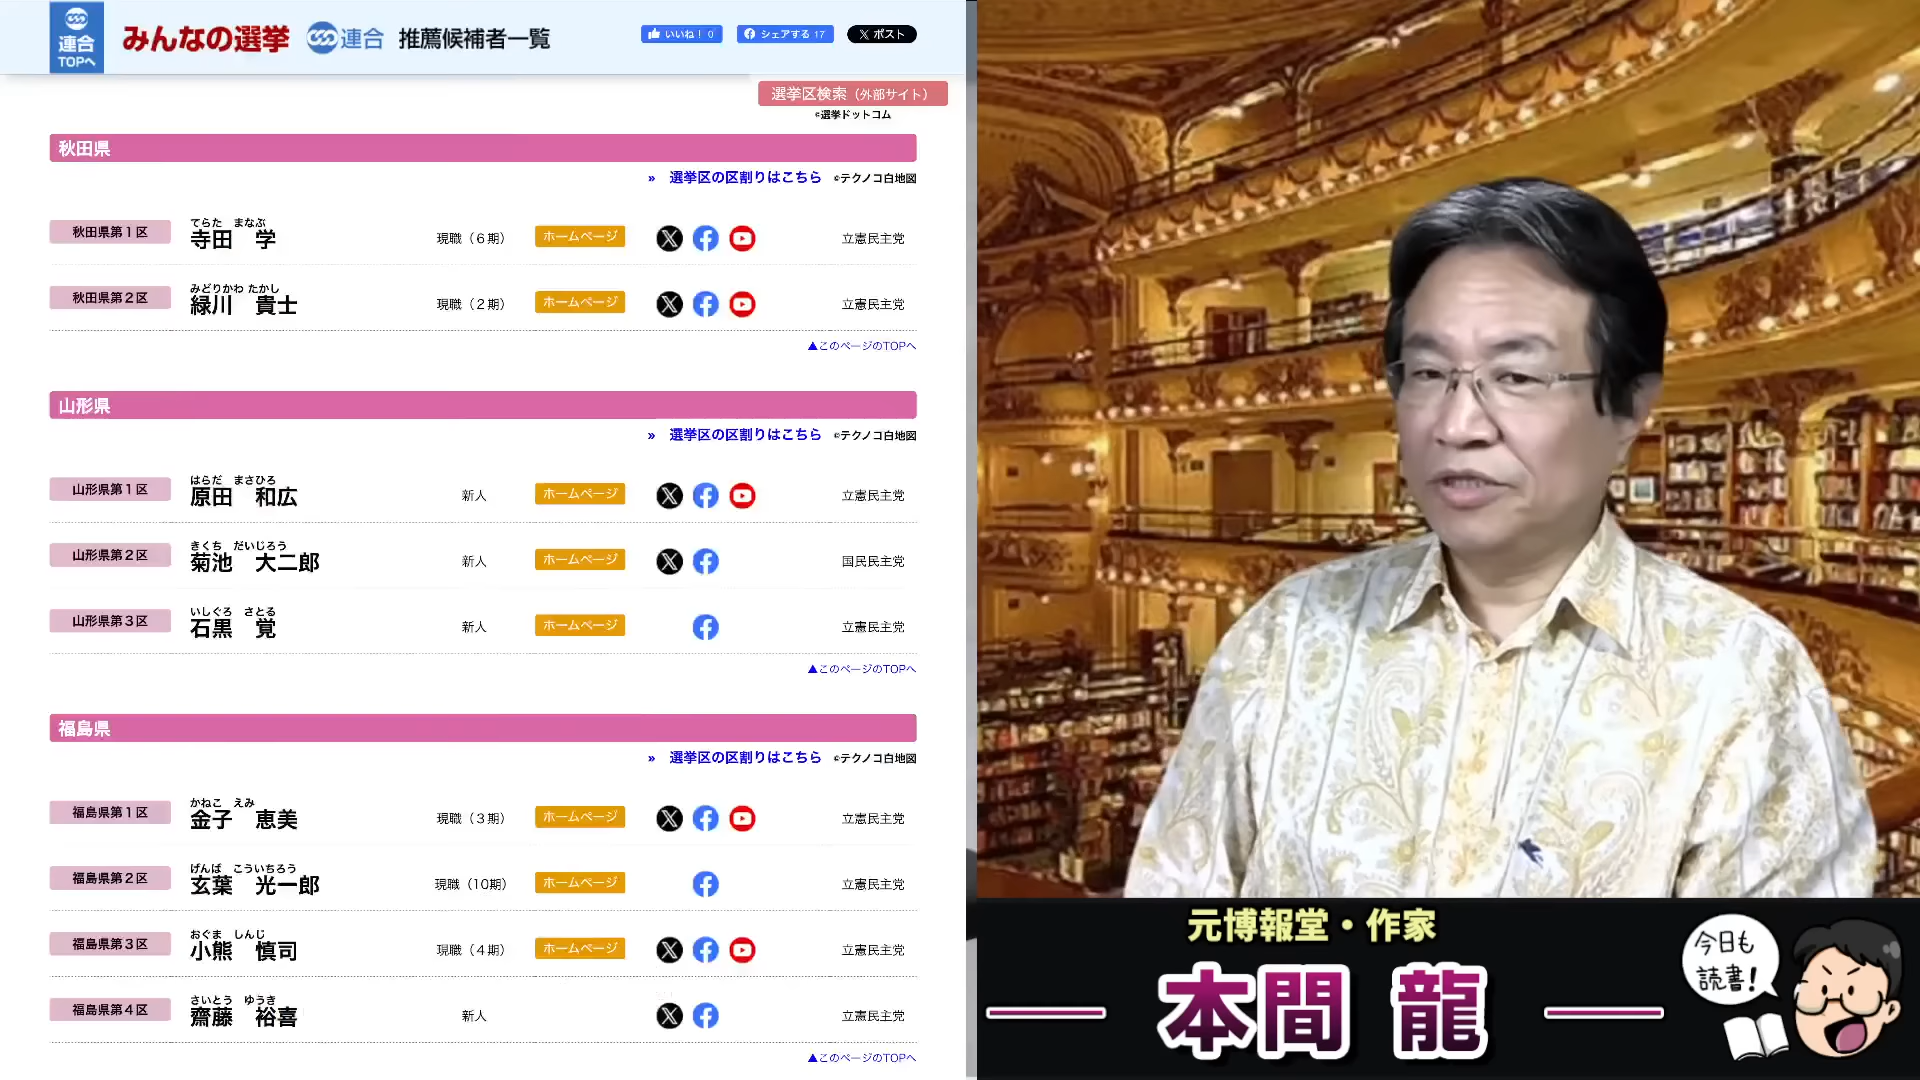 連合
TOPへ
みんなの選挙
連合
推薦候補者一覧
いいね！ 0
シェアする 17
ポスト
選挙区検索（外部サイト）
©選挙ドットコム
秋田県
» 選挙区の区割りはこちら ©テクノコ白地図
てらた まなぶ
秋田県第１区 寺田 学 現職（６期） ホームページ 立憲民主党
みどりかわ たかし
秋田県第２区 緑川 貴士 現職（２期） ホームページ 立憲民主党
▲このページのTOPへ
山形県
» 選挙区の区割りはこちら ©テクノコ白地図
はらだ まさひろ
山形県第１区 原田 和広 新人 ホームページ 立憲民主党
きくち だいじろう
山形県第２区 菊池 大二郎 新人 ホームページ 国民民主党
いしぐろ さとる
山形県第３区 石黒 覚 新人 ホームページ 立憲民主党
▲このページのTOPへ
福島県
» 選挙区の区割りはこちら ©テクノコ白地図
かねこ えみ
福島県第１区 金子 恵美 現職（３期） ホームページ 立憲民主党
げんば こういちろう
福島県第２区 玄葉 光一郎 現職（10期） ホームページ 立憲民主党
おぐま しんじ
福島県第３区 小熊 慎司 現職（４期） ホームページ 立憲民主党
さいとう ゆうき
福島県第４区 齋藤 裕喜 新人 立憲民主党
▲このページのTOPへ
元博報堂・作家
本間 龍
今日も
読書！